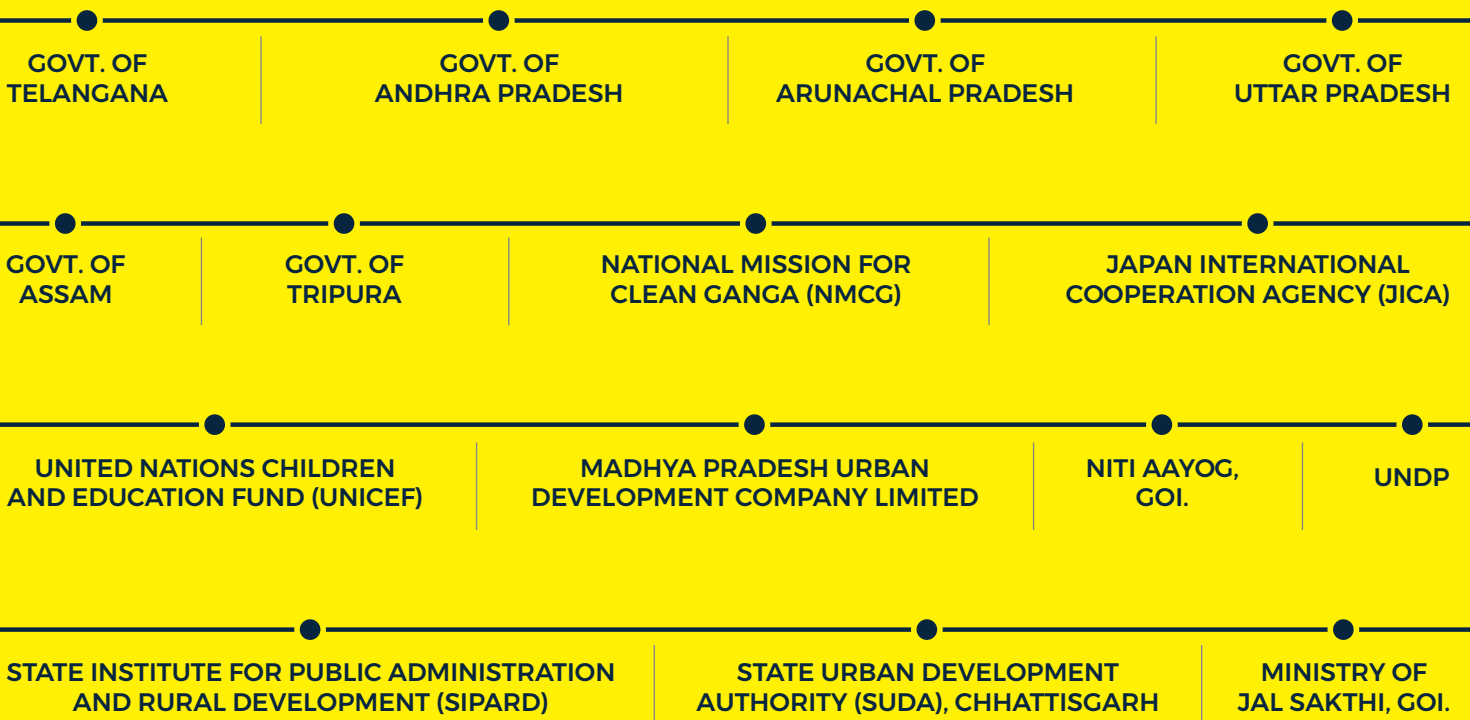 GOVT. OF
TELANGANA
GOVT. OF
ANDHRA PRADESH
GOVT. OF
ARUNACHAL PRADESH
GOVT. OF
UTTAR PRADESH
GOVT. OF
ASSAM
GOVT. OF
TRIPURA
NATIONAL MISSION FOR
CLEAN GANGA (NMCG)
JAPAN INTERNATIONAL
COOPERATION AGENCY (JICA)
UNITED NATIONS CHILDREN
AND EDUCATION FUND (UNICEF)
MADHYA PRADESH URBAN
DEVELOPMENT COMPANY LIMITED
NITI AAYOG,
GOI.
UNDP
STATE INSTITUTE FOR PUBLIC ADMINISTRATION
AND RURAL DEVELOPMENT (SIPARD)
STATE URBAN DEVELOPMENT
AUTHORITY (SUDA), CHHATTISGARH
MINISTRY OF
JAL SAKTHI, GOI.